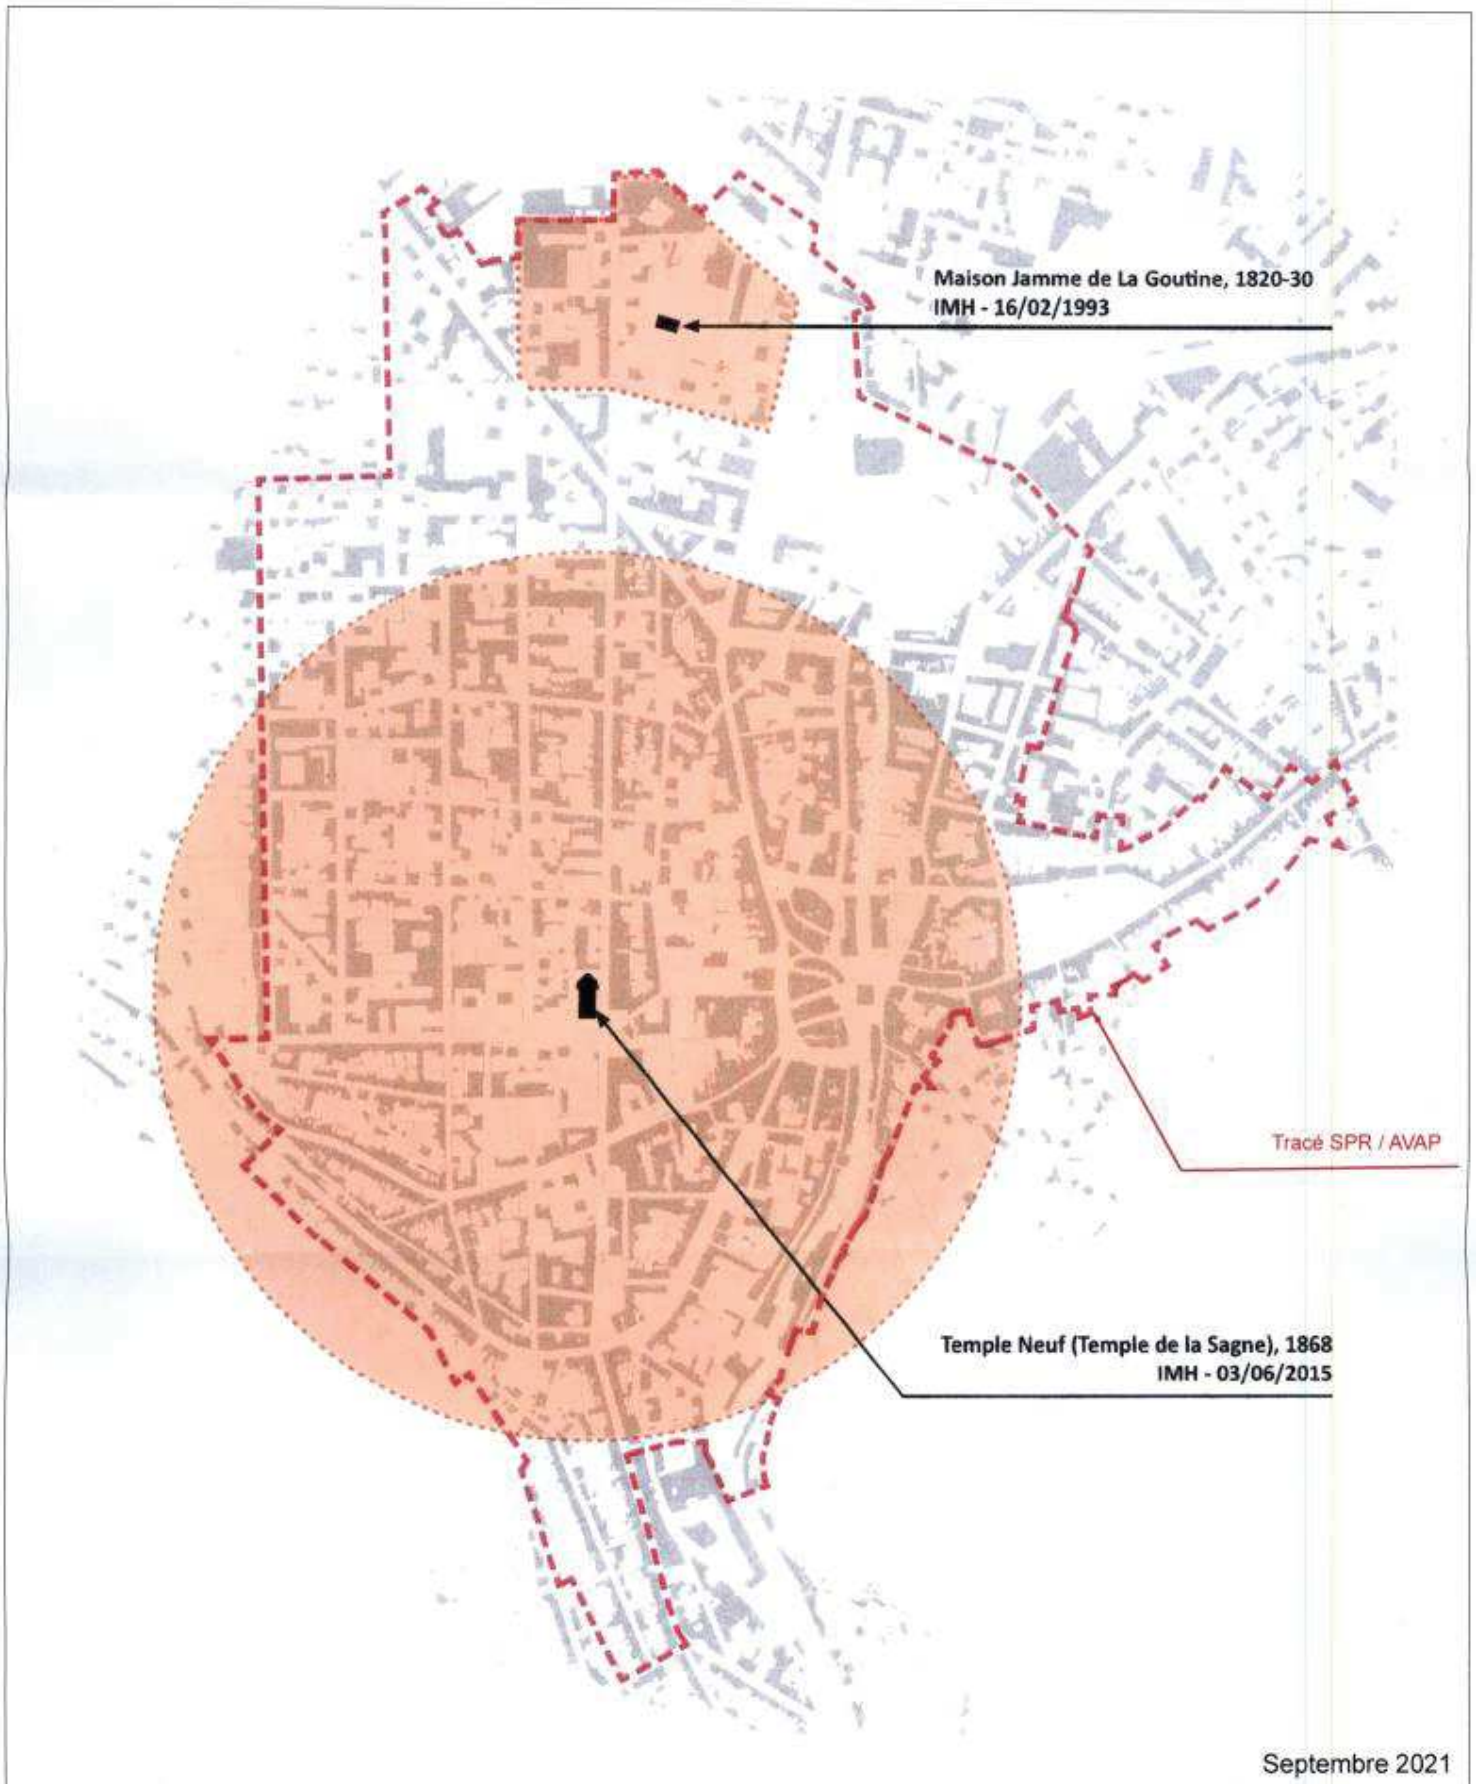 Maison Jamme de La Goutine, 1820-30
IMH - 16/02/1993
Tracé SPR / AVAP
Temple Neuf (Temple de la Sagne), 1868
IMH - 03/06/2015
Septembre 2021